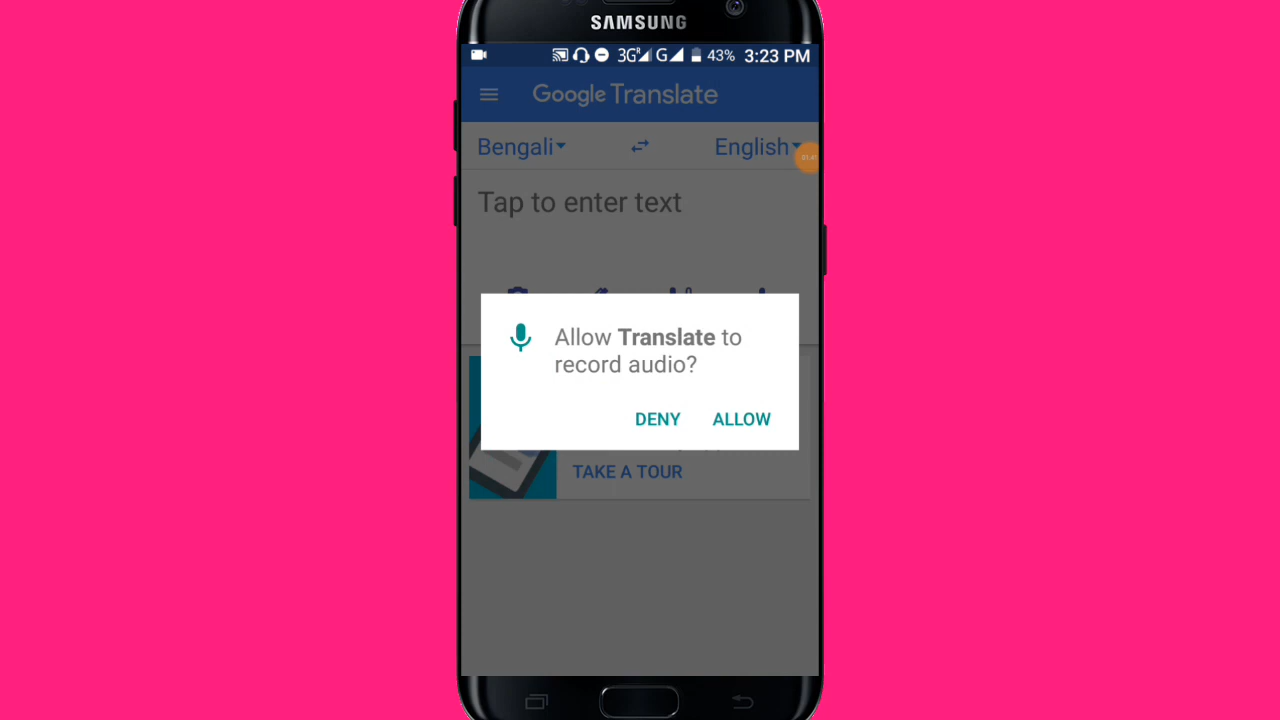 SAMSUNG
3G R G 43% 3:23 PM
Google Translate
Bengali English
Tap to enter text
Allow Translate to
record audio?
DENY ALLOW
TAKE A TOUR